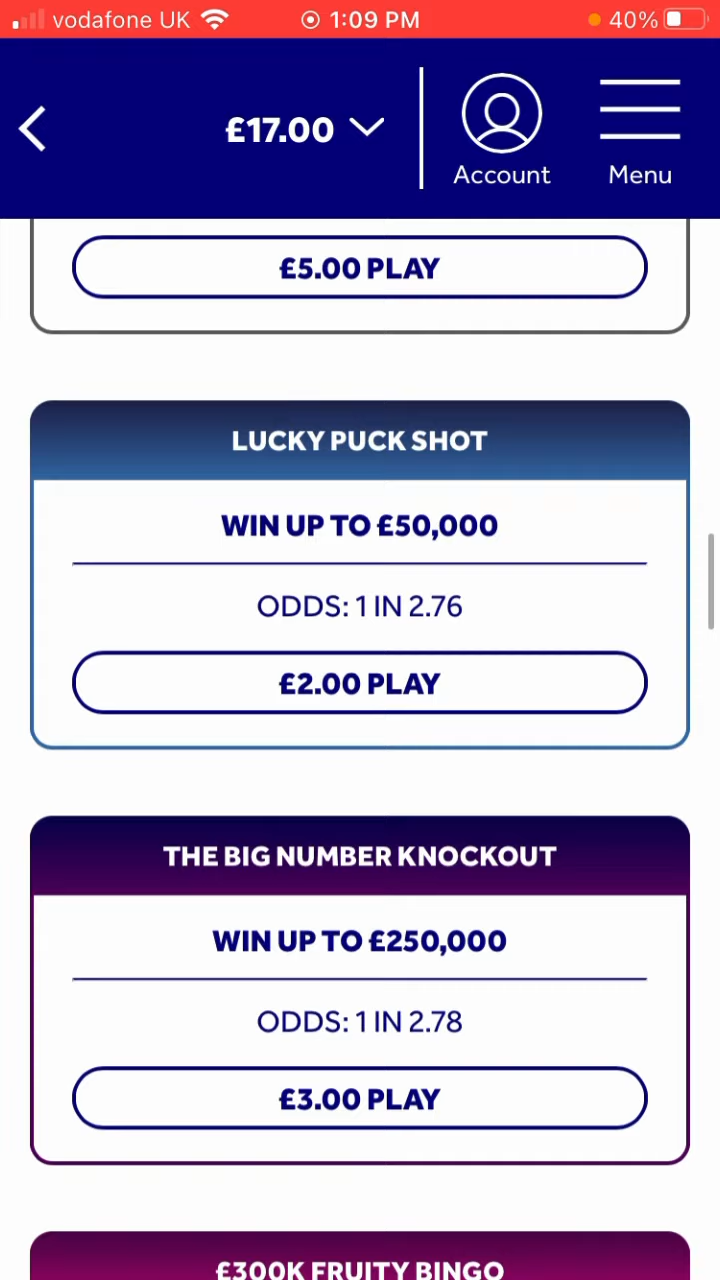 vodafone UK 1:09 PM 40%
£17.00
Account Menu
£5.00 PLAY
LUCKY PUCK SHOT
WIN UP TO £50,000
ODDS: 1 IN 2.76
£2.00 PLAY
THE BIG NUMBER KNOCKOUT
WIN UP TO £250,000
ODDS: 1 IN 2.78
£3.00 PLAY
£300K FRUITY BINGO